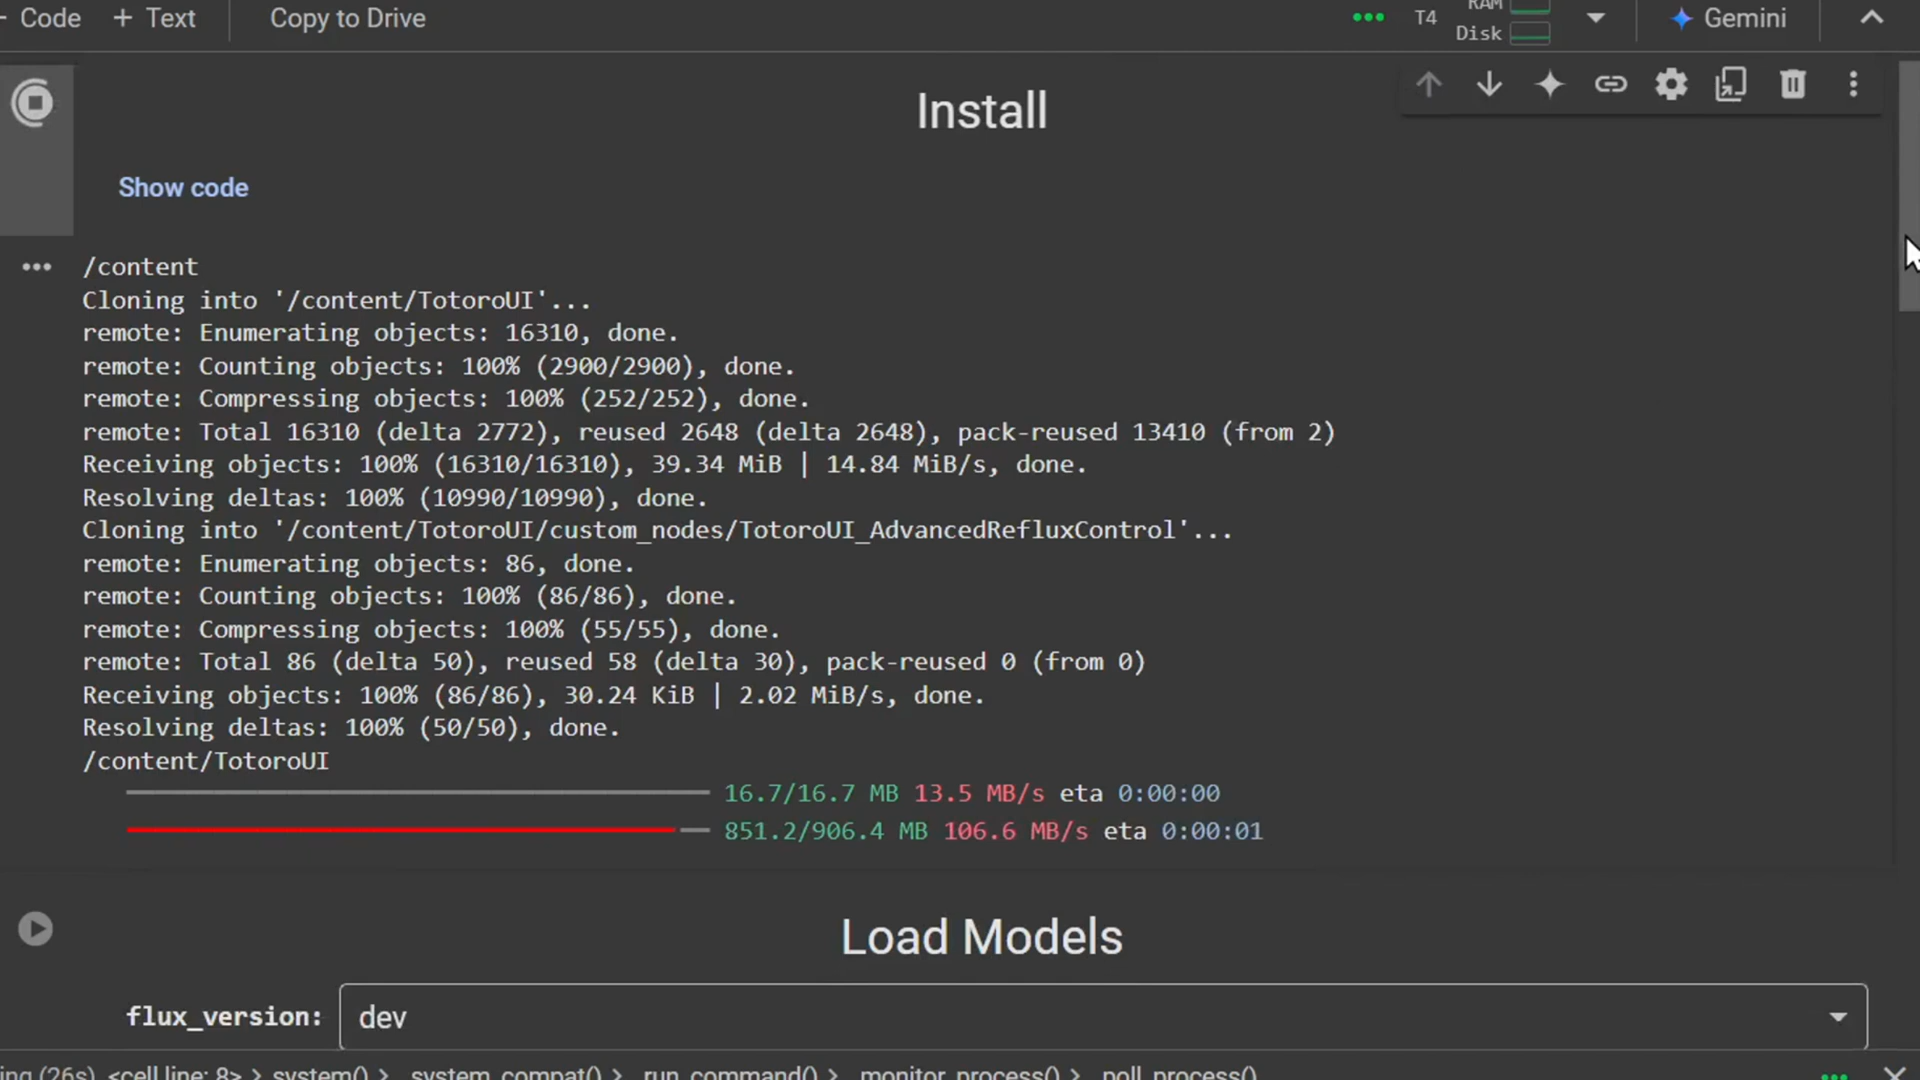 Code + Text Copy to Drive T4 RAM Gemini
Disk
Install
Show code
/content
Cloning into '/content/TotoroUI'...
remote: Enumerating objects: 16310, done.
remote: Counting objects: 100% (2900/2900), done.
remote: Compressing objects: 100% (252/252), done.
remote: Total 16310 (delta 2772), reused 2648 (delta 2648), pack-reused 13410 (from 2)
Receiving objects: 100% (16310/16310), 39.34 MiB | 14.84 MiB/s, done.
Resolving deltas: 100% (10990/10990), done.
Cloning into '/content/TotoroUI/custom_nodes/TotoroUI_AdvancedRefluxControl'...
remote: Enumerating objects: 86, done.
remote: Counting objects: 100% (86/86), done.
remote: Compressing objects: 100% (55/55), done.
remote: Total 86 (delta 50), reused 58 (delta 30), pack-reused 0 (from 0)
Receiving objects: 100% (86/86), 30.24 KiB | 2.02 MiB/s, done.
Resolving deltas: 100% (50/50), done.
/content/TotoroUI
16.7/16.7 MB 13.5 MB/s eta 0:00:00
851.2/906.4 MB 106.6 MB/s eta 0:00:01
Load Models
flux_version: dev
ing (26s) <cell line: 8> > system() > _system_compat() > _run_command() > _monitor_process() > _poll_process()